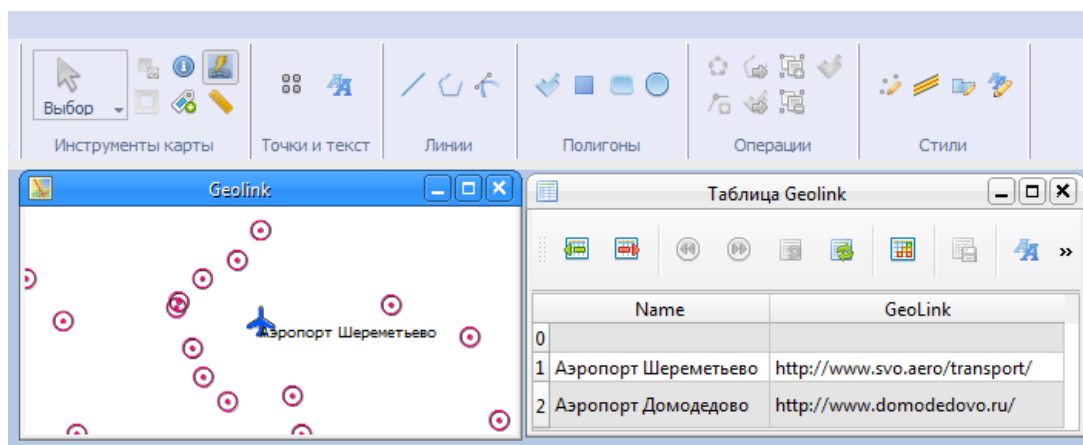 Выбор
Инструменты карты
Точки и текст
Линии
Полигоны
Операции
Стили
Geolink
Аэропорт Шереметьево
Таблица Geolink
»
Name GeoLink
0
1 Аэропорт Шереметьево http://www.svo.aero/transport/
2 Аэропорт Домодедово http://www.domodedovo.ru/